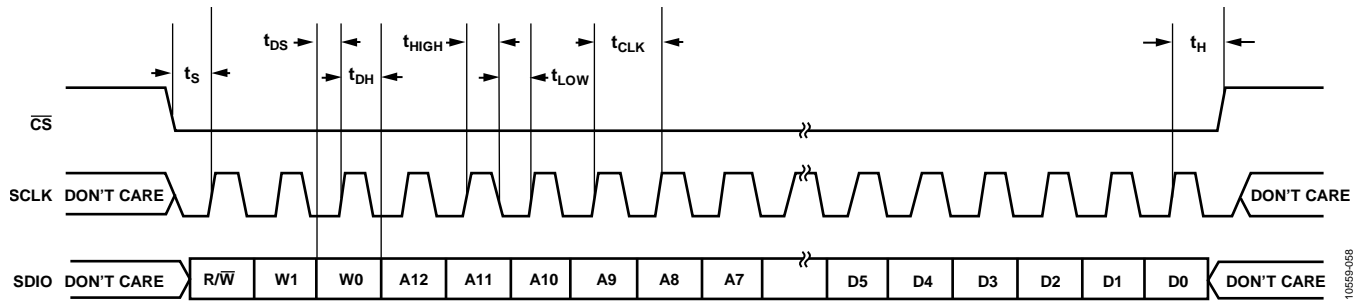 tDS tHIGH tCLK tH
tS tDH tLOW
CS
SCLK DON'T CARE DON'T CARE
SDIO DON'T CARE R/W W1 W0 A12 A11 A10 A9 A8 A7 D5 D4 D3 D2 D1 D0 DON'T CARE
10559-058